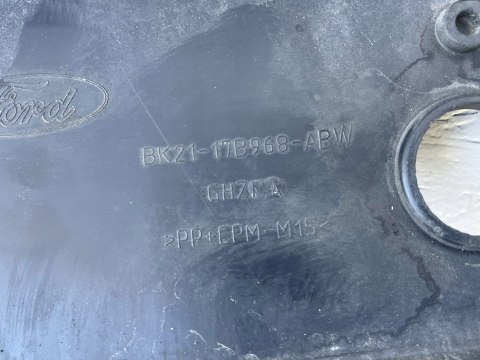 Ford
BK21-17B968-ABW
GHZMA
>PP+EPM-M15<